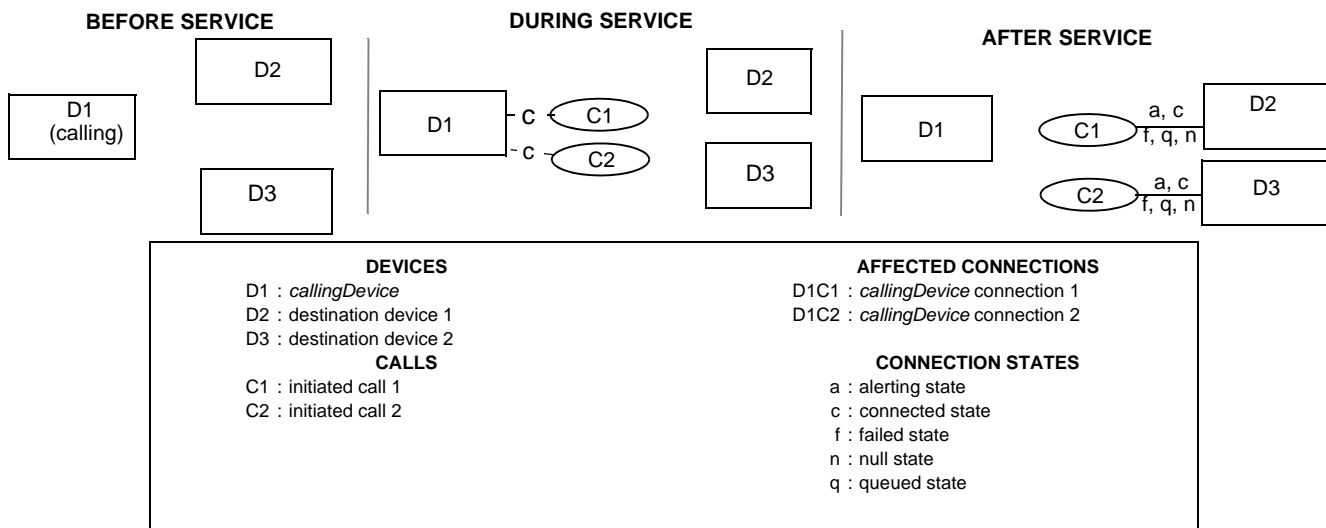 BEFORE SERVICE
D1
(calling)
D2
D3
DURING SERVICE
D1
c
C1
c
C2
D2
D3
AFTER SERVICE
D1
C1
a, c
f, q, n
D2
C2
a, c
f, q, n
D3
DEVICES
D1 : callingDevice
D2 : destination device 1
D3 : destination device 2
CALLS
C1 : initiated call 1
C2 : initiated call 2
AFFECTED CONNECTIONS
D1C1 : callingDevice connection 1
D1C2 : callingDevice connection 2
CONNECTION STATES
a : alerting state
c : connected state
f : failed state
n : null state
q : queued state